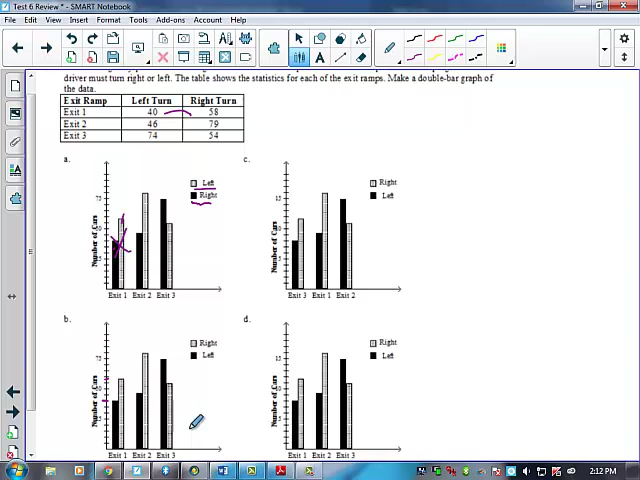 Test 6 Review * - SMART Notebook
File Edit View Insert Format Tools Add-ons Account Help
driver must turn right or left. The table shows the statistics for each of the exit ramps. Make a double-bar graph of
the data.
Exit Ramp Left Turn Right Turn
Exit 1 40 58
Exit 2 46 79
Exit 3 74 54
a.
Left
Right
75
Number of Cars
Exit 1 Exit 2 Exit 3
c.
Right
Left
Number of Cars
Exit 3 Exit 1 Exit 2
b.
Right
Left
75
Number of Cars
Exit 1 Exit 2 Exit 3
d.
Right
Left
Number of Cars
Exit 1 Exit 2 Exit 3
2:12 PM